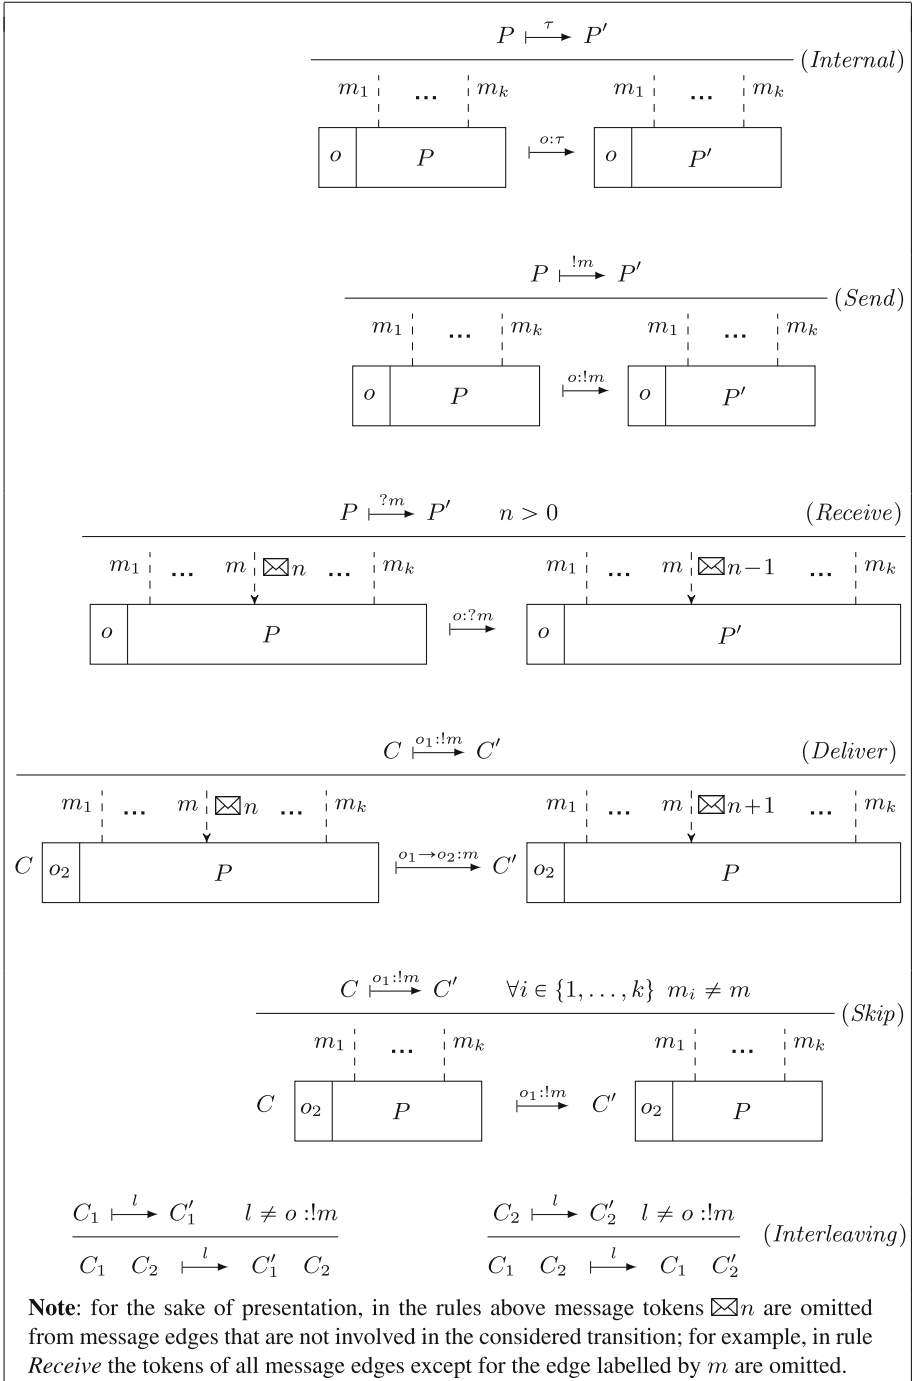 P ↦τ P′
(Internal)
m₁ ... mₖ m₁ ... mₖ
o P ↦o:τ o P′
P ↦!m P′
(Send)
m₁ ... mₖ m₁ ... mₖ
o P ↦o:!m o P′
P ↦?m P′ n > 0 (Receive)
m₁ ... m ✉n ... mₖ m₁ ... m ✉n−1 ... mₖ
o P ↦o:?m o P′
C ↦o₁:!m C′ (Deliver)
m₁ ... m ✉n ... mₖ m₁ ... m ✉n+1 ... mₖ
C o₂ P ↦o₁→o₂:m C′ o₂ P
C ↦o₁:!m C′ ∀i ∈ {1, . . . , k} mᵢ ≠ m
(Skip)
m₁ ... mₖ m₁ ... mₖ
C o₂ P ↦o₁:!m C′ o₂ P
C₁ ↦l C₁′ l ≠ o :!m C₂ ↦l C₂′ l ≠ o :!m
(Interleaving)
C₁ C₂ ↦l C₁′ C₂ C₁ C₂ ↦l C₁ C₂′
Note: for the sake of presentation, in the rules above message tokens ✉n are omitted
from message edges that are not involved in the considered transition; for example, in rule
Receive the tokens of all message edges except for the edge labelled by m are omitted.